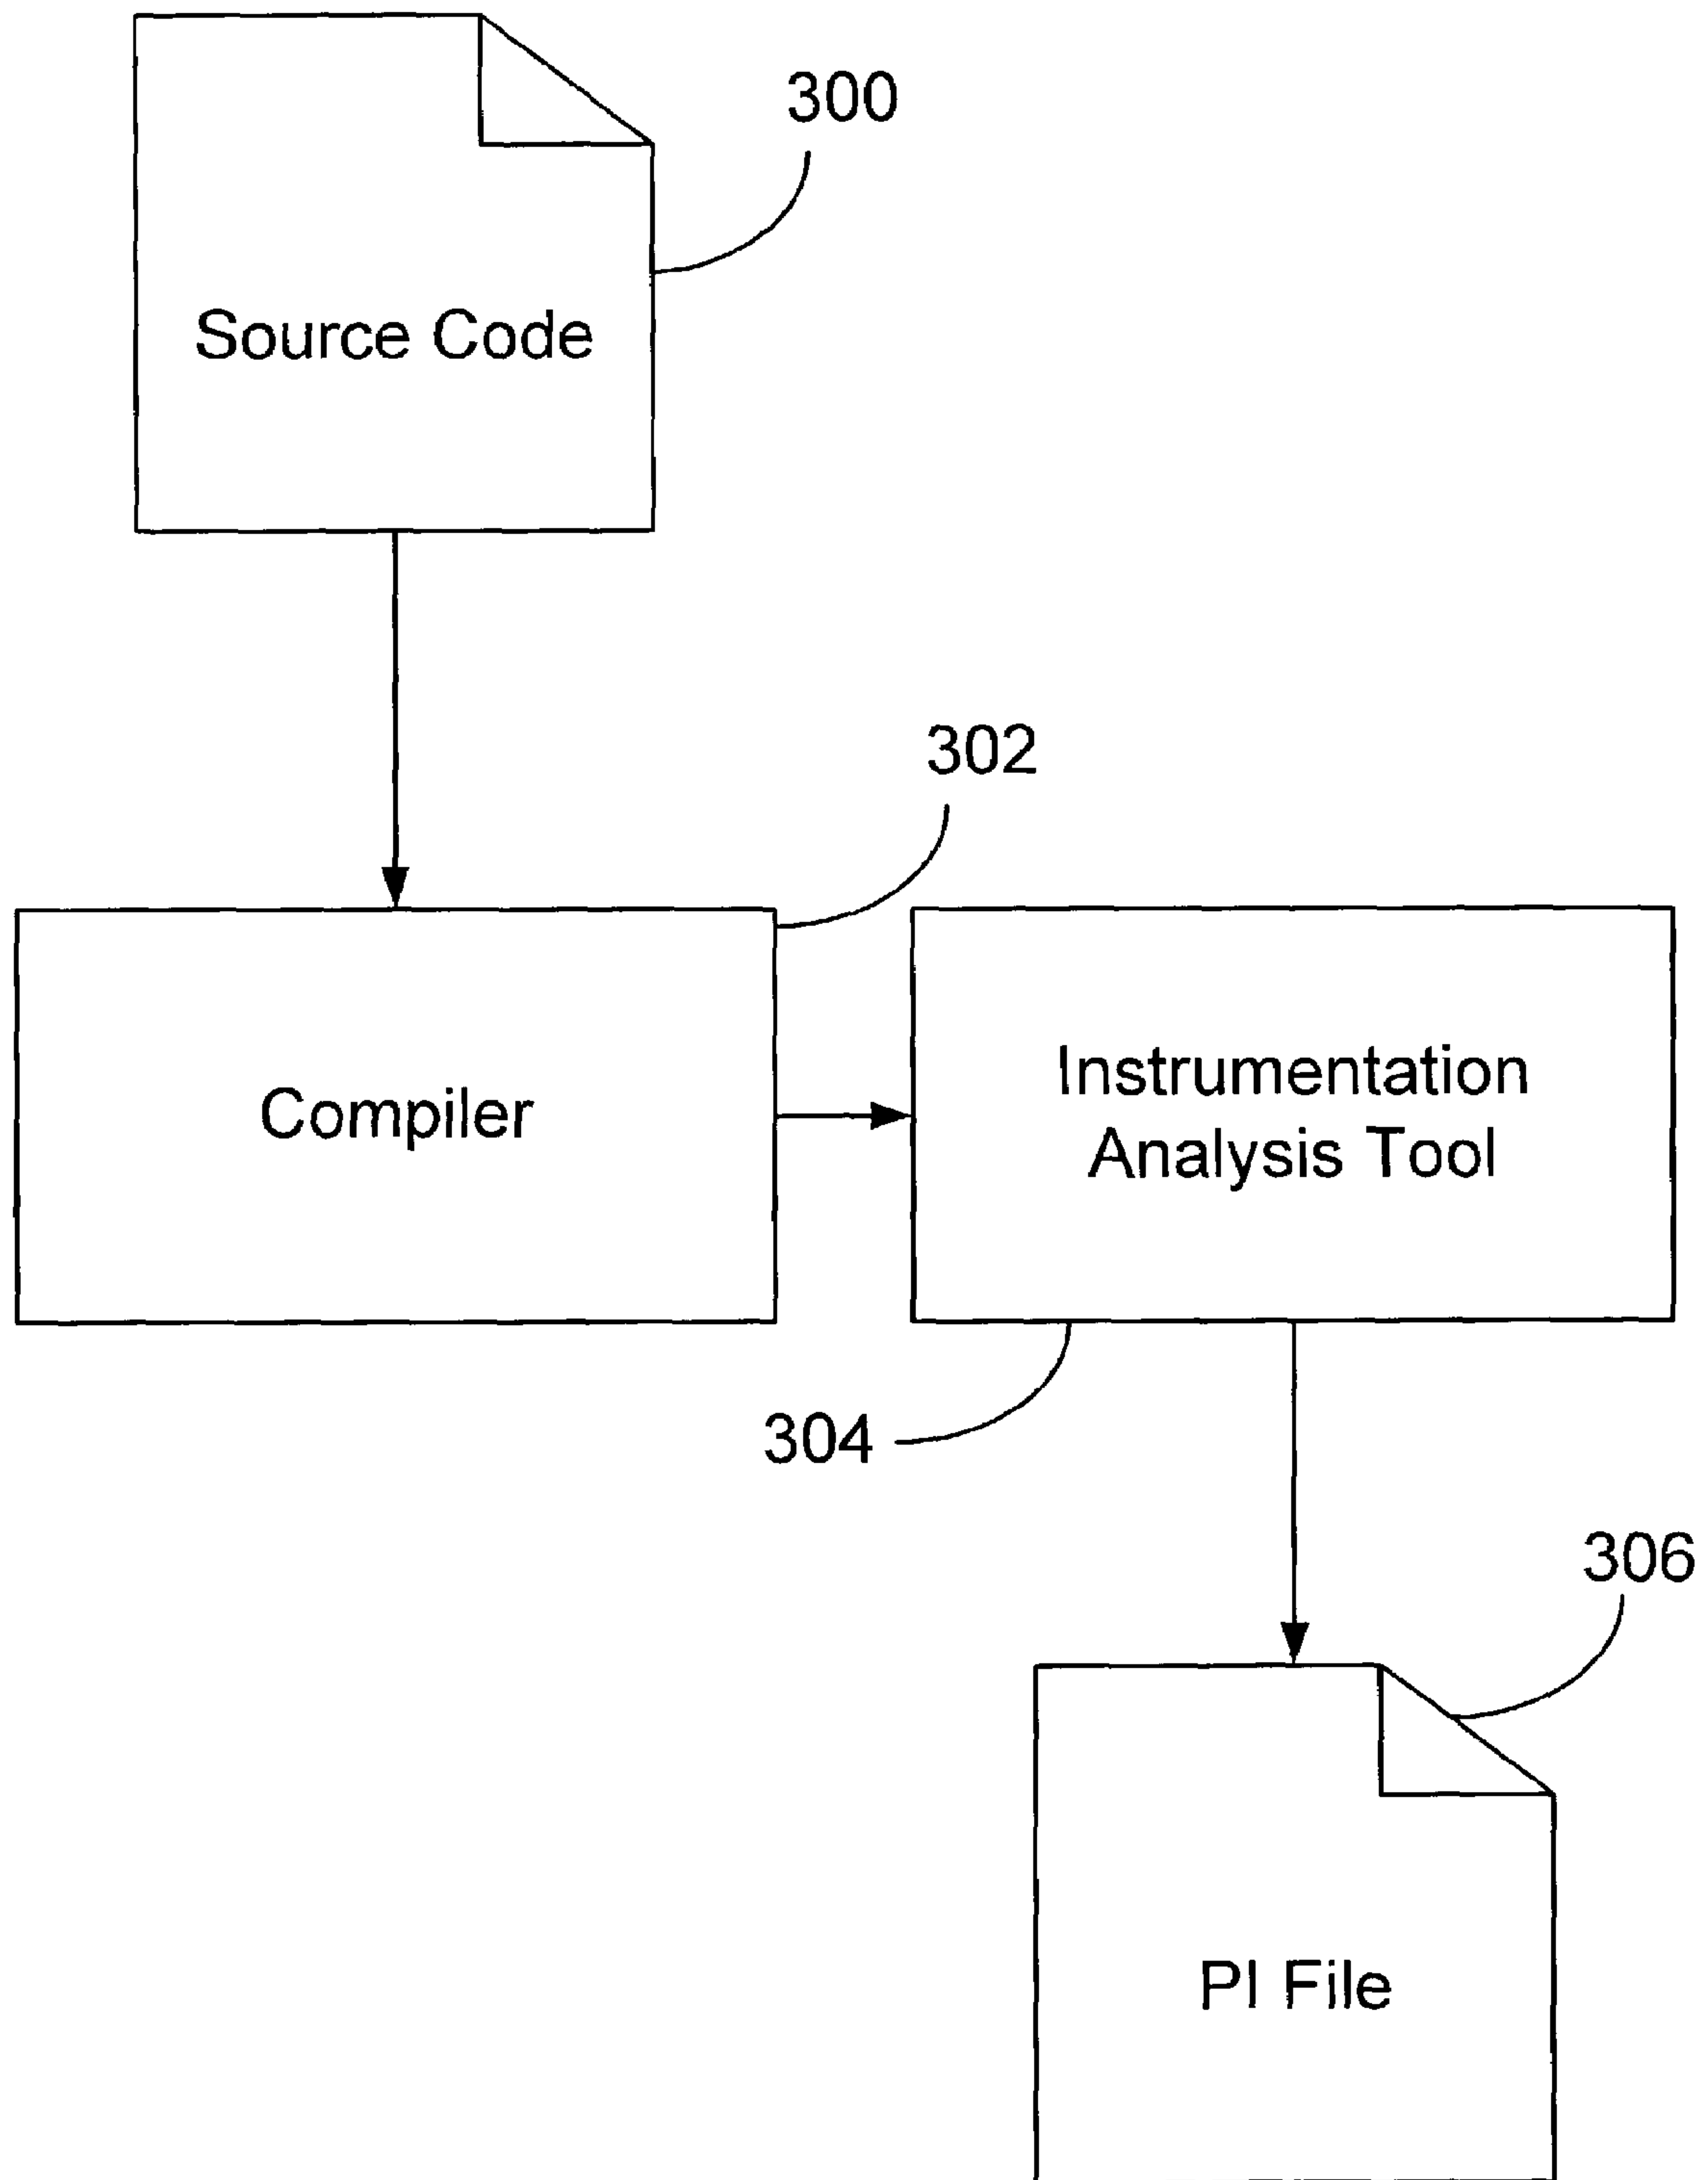 300
Source Code
302
Compiler
Instrumentation
Analysis Tool
304
306
PI File